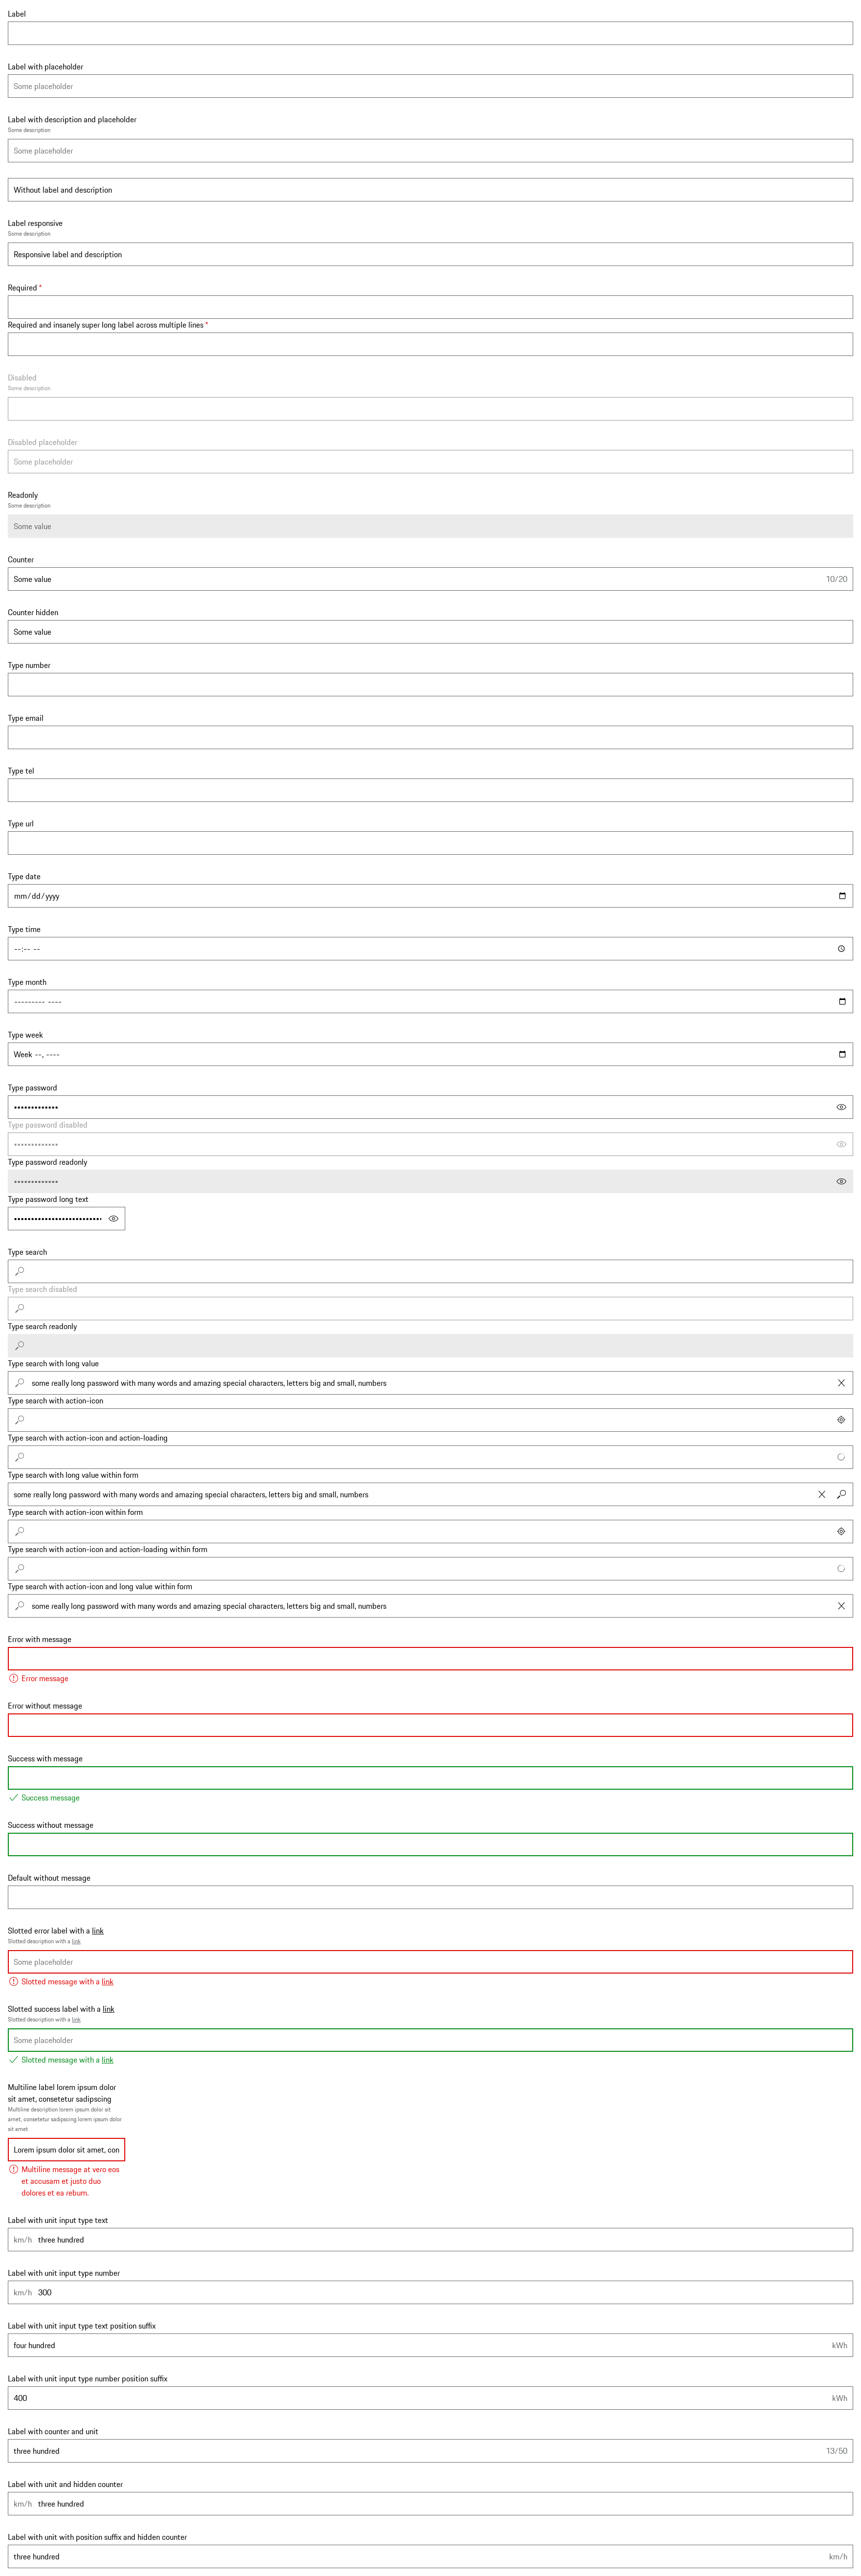 Label
Label with placeholder
Some placeholder
Label with description and placeholder
Some description
Some placeholder
Without label and description
Label responsive
Some description
Responsive label and description
Required *
Required and insanely super long label across multiple lines *
Disabled
Some description
Disabled placeholder
Some placeholder
Readonly
Some description
Some value
Counter
Some value 10/20
Counter hidden
Some value
Type number
Type email
Type tel
Type url
Type date
mm/dd/yyyy
Type time
--:-- --
Type month
--------- ----
Type week
Week --, ----
Type password
•••••••••••••
Type password disabled
•••••••••••••
Type password readonly
•••••••••••••
Type password long text
••••••••••••••••••••••••••
Type search
Type search disabled
Type search readonly
Type search with long value
some really long password with many words and amazing special characters, letters big and small, numbers
Type search with action-icon
Type search with action-icon and action-loading
Type search with long value within form
some really long password with many words and amazing special characters, letters big and small, numbers
Type search with action-icon within form
Type search with action-icon and action-loading within form
Type search with action-icon and long value within form
some really long password with many words and amazing special characters, letters big and small, numbers
Error with message
Error message
Error without message
Success with message
Success message
Success without message
Default without message
Slotted error label with a link
Slotted description with a link
Some placeholder
Slotted message with a link
Slotted success label with a link
Slotted description with a link
Some placeholder
Slotted message with a link
Multiline label lorem ipsum dolor
sit amet, consetetur sadipscing
Multiline description lorem ipsum dolor sit
amet, consetetur sadipscing lorem ipsum dolor
sit amet
Lorem ipsum dolor sit amet, con
Multiline message at vero eos
et accusam et justo duo
dolores et ea rebum.
Label with unit input type text
km/h three hundred
Label with unit input type number
km/h 300
Label with unit input type text position suffix
four hundred kWh
Label with unit input type number position suffix
400 kWh
Label with counter and unit
three hundred 13/50
Label with unit and hidden counter
km/h three hundred
Label with unit with position suffix and hidden counter
three hundred km/h